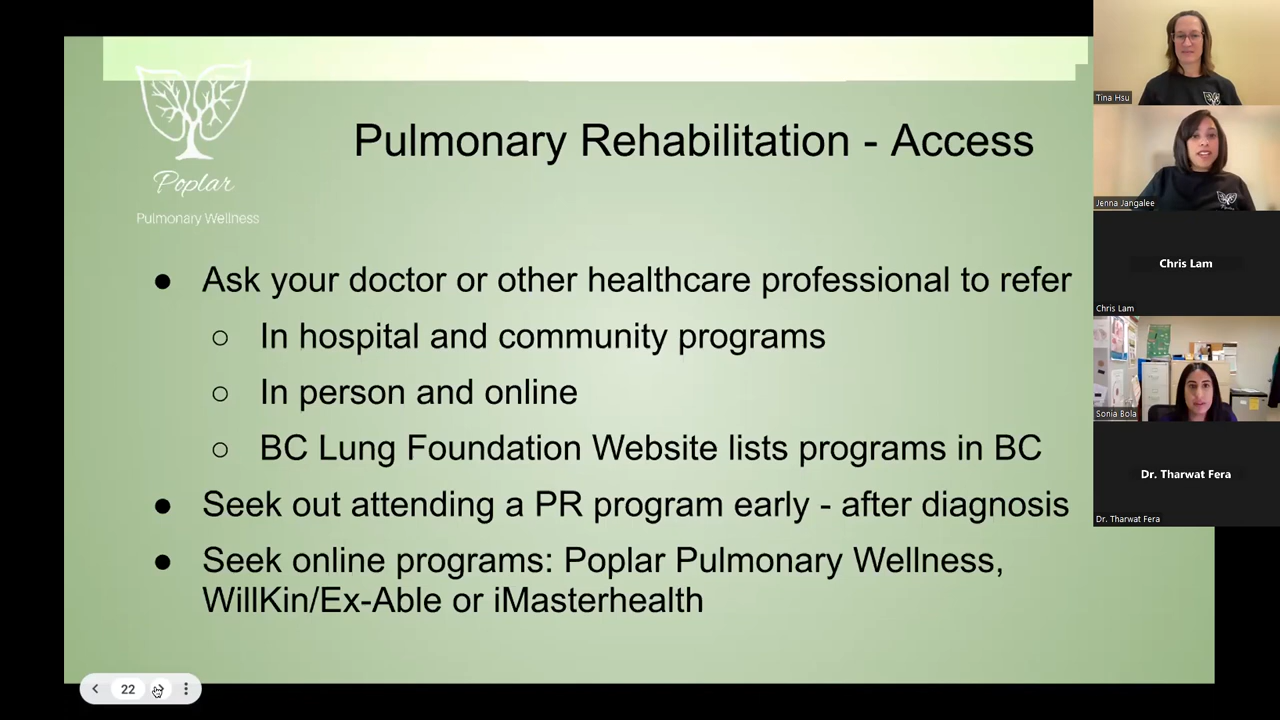 Poplar
Pulmonary Wellness
Pulmonary Rehabilitation - Access
● Ask your doctor or other healthcare professional to refer
○ In hospital and community programs
○ In person and online
○ BC Lung Foundation Website lists programs in BC
● Seek out attending a PR program early - after diagnosis
● Seek online programs: Poplar Pulmonary Wellness,
WillKin/Ex-Able or iMasterhealth
22
Tina Hsu
Jenna Jangalee
Chris Lam
Chris Lam
Sonia Bola
Dr. Tharwat Fera
Dr. Tharwat Fera